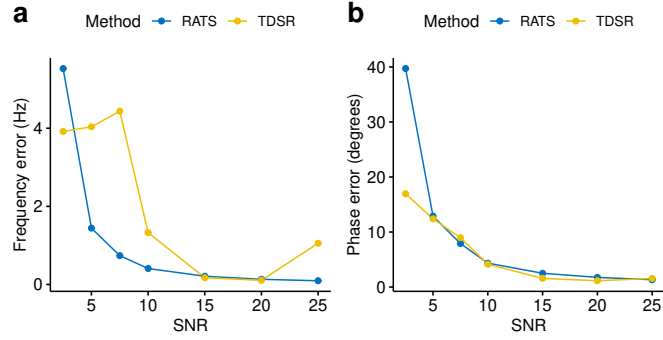 a
Method RATS TDSR
Frequency error (Hz)
4
2
0
5 10 15 20 25
SNR
b
Method RATS TDSR
Phase error (degrees)
40
30
20
10
0
5 10 15 20 25
SNR